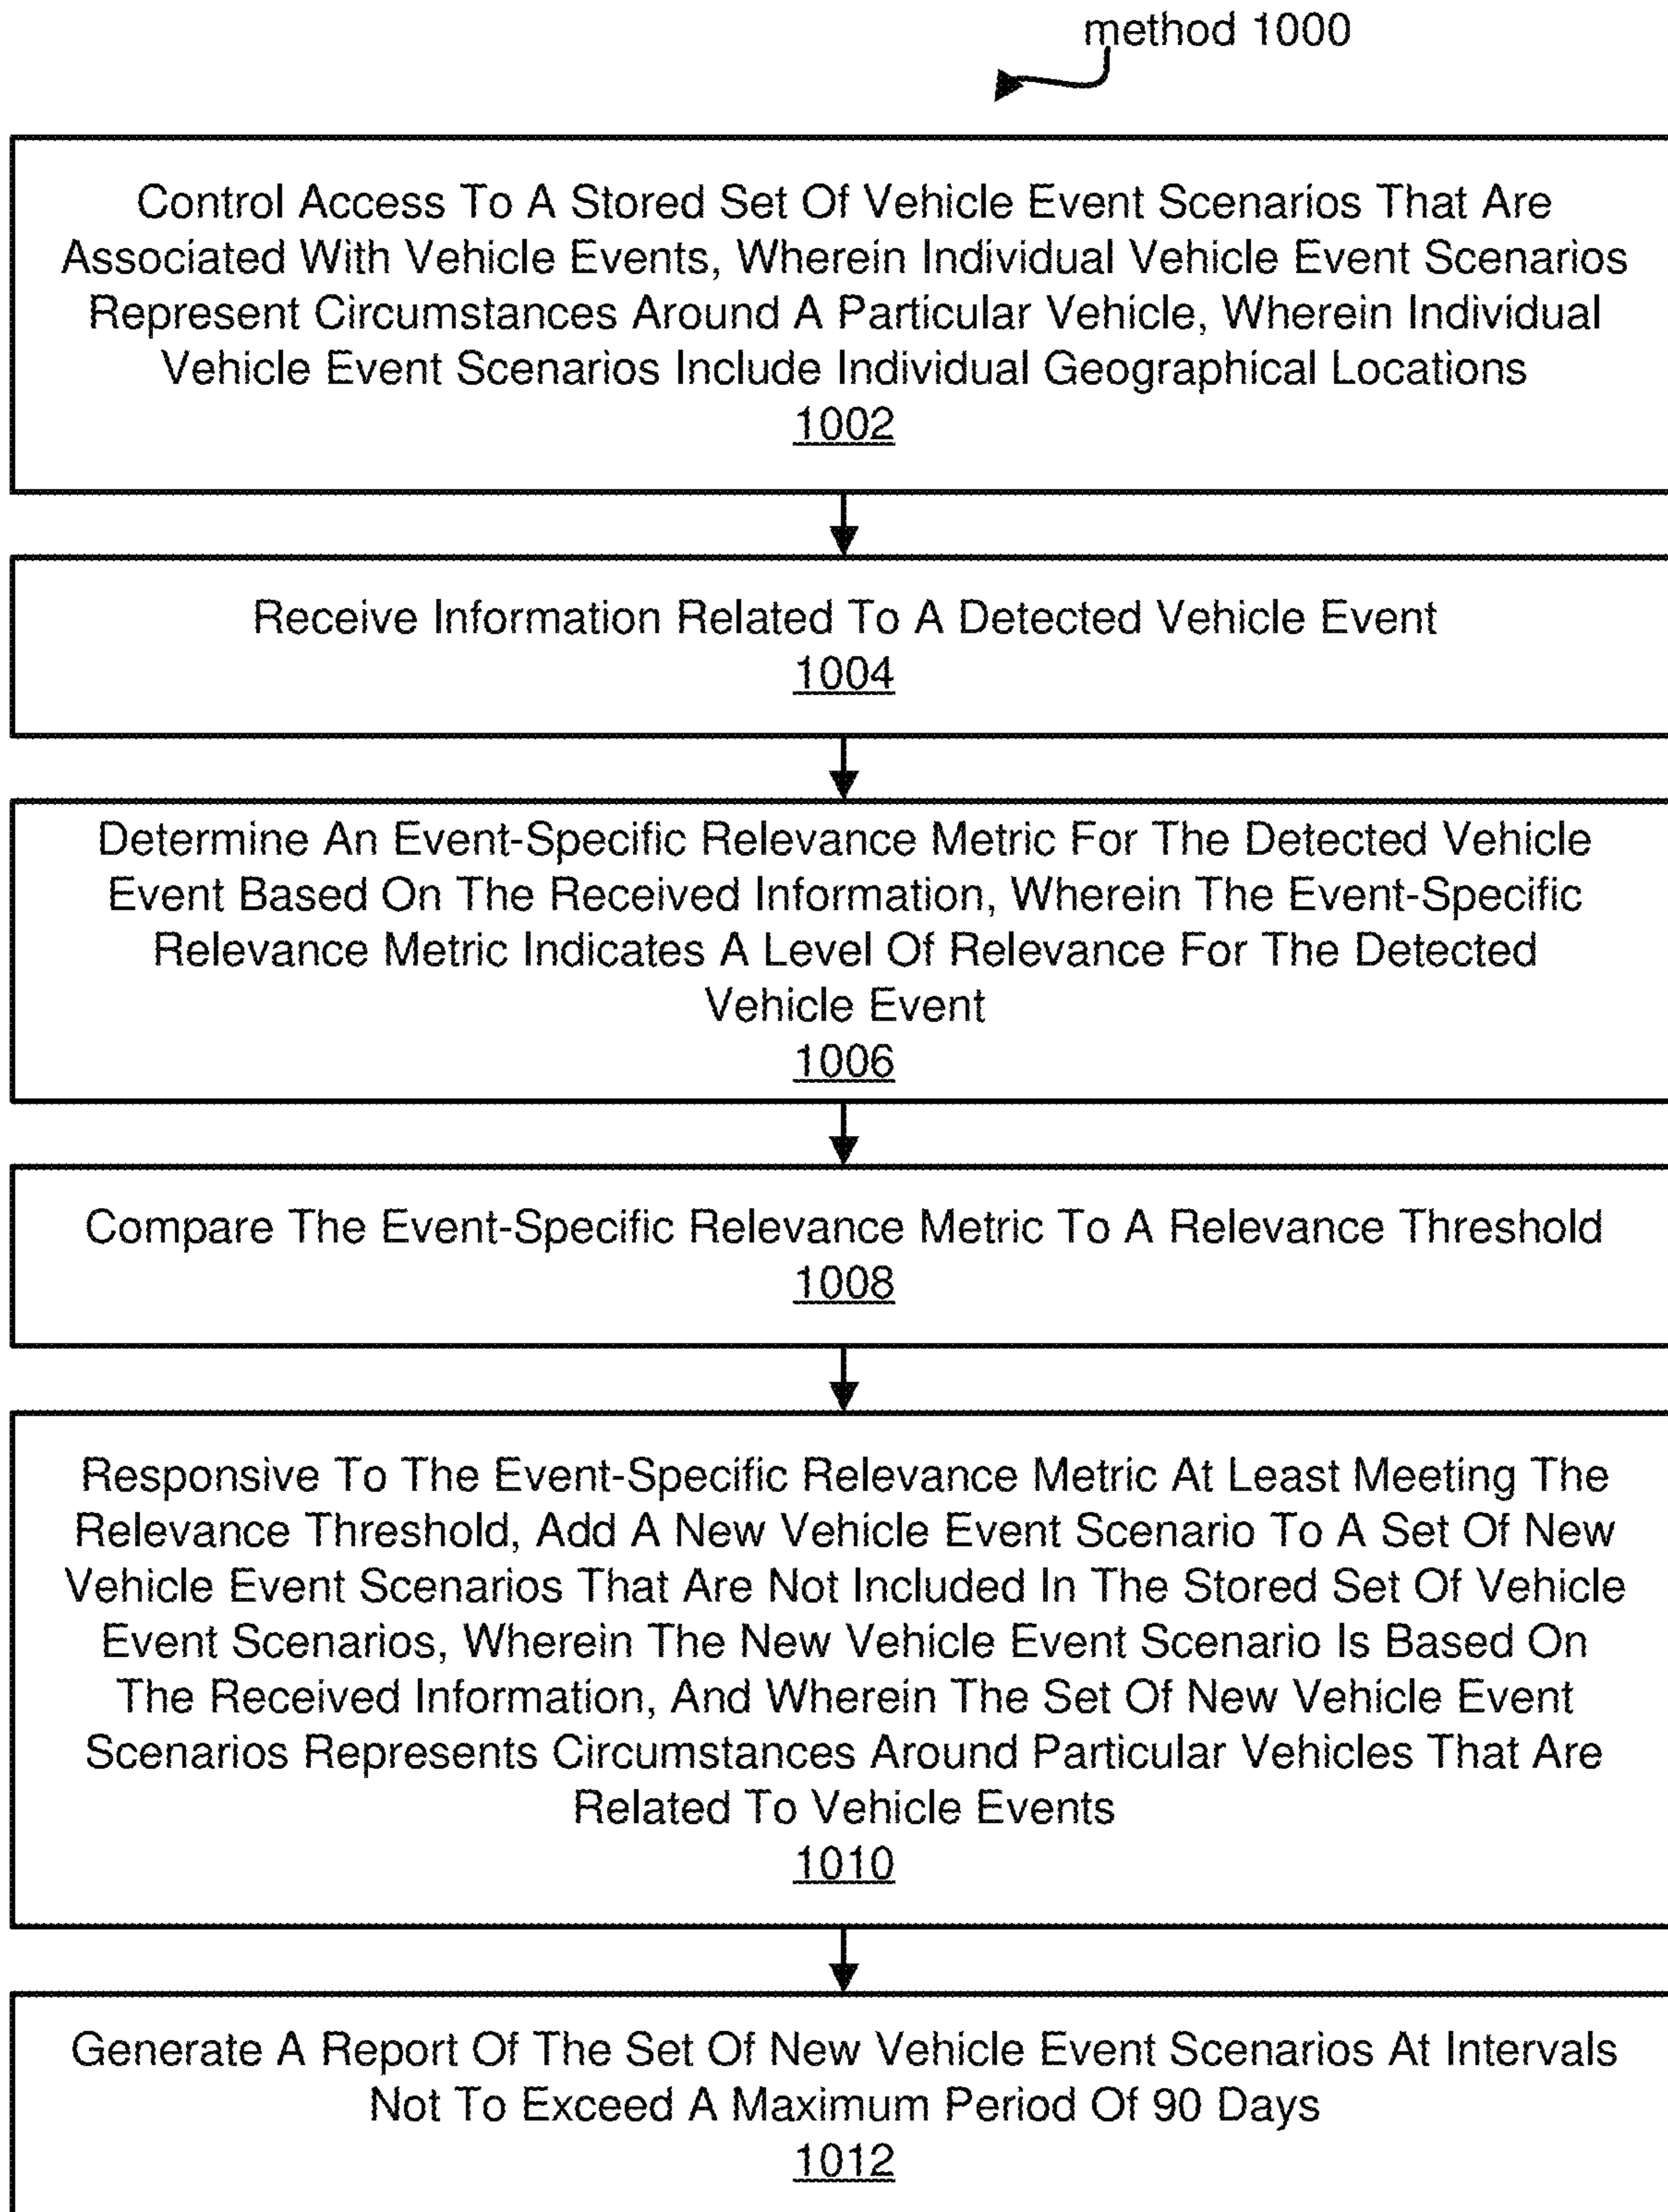 method 1000
Control Access To A Stored Set Of Vehicle Event Scenarios That Are
Associated With Vehicle Events, Wherein Individual Vehicle Event Scenarios
Represent Circumstances Around A Particular Vehicle, Wherein Individual
Vehicle Event Scenarios Include Individual Geographical Locations
1002
Receive Information Related To A Detected Vehicle Event
1004
Determine An Event-Specific Relevance Metric For The Detected Vehicle
Event Based On The Received Information, Wherein The Event-Specific
Relevance Metric Indicates A Level Of Relevance For The Detected
Vehicle Event
1006
Compare The Event-Specific Relevance Metric To A Relevance Threshold
1008
Responsive To The Event-Specific Relevance Metric At Least Meeting The
Relevance Threshold, Add A New Vehicle Event Scenario To A Set Of New
Vehicle Event Scenarios That Are Not Included In The Stored Set Of Vehicle
Event Scenarios, Wherein The New Vehicle Event Scenario Is Based On
The Received Information, And Wherein The Set Of New Vehicle Event
Scenarios Represents Circumstances Around Particular Vehicles That Are
Related To Vehicle Events
1010
Generate A Report Of The Set Of New Vehicle Event Scenarios At Intervals
Not To Exceed A Maximum Period Of 90 Days
1012